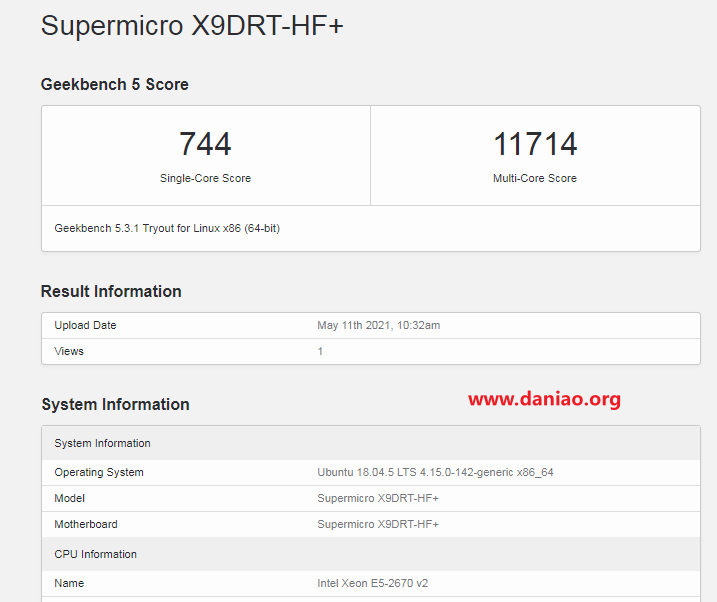 Supermicro X9DRT-HF+
Geekbench 5 Score
744
Single-Core Score
11714
Multi-Core Score
Geekbench 5.3.1 Tryout for Linux x86 (64-bit)
Result Information
Upload Date May 11th 2021, 10:32am
Views 1
www.daniao.org
System Information
System Information
Operating System Ubuntu 18.04.5 LTS 4.15.0-142-generic x86_64
Model Supermicro X9DRT-HF+
Motherboard Supermicro X9DRT-HF+
CPU Information
Name Intel Xeon E5-2670 v2